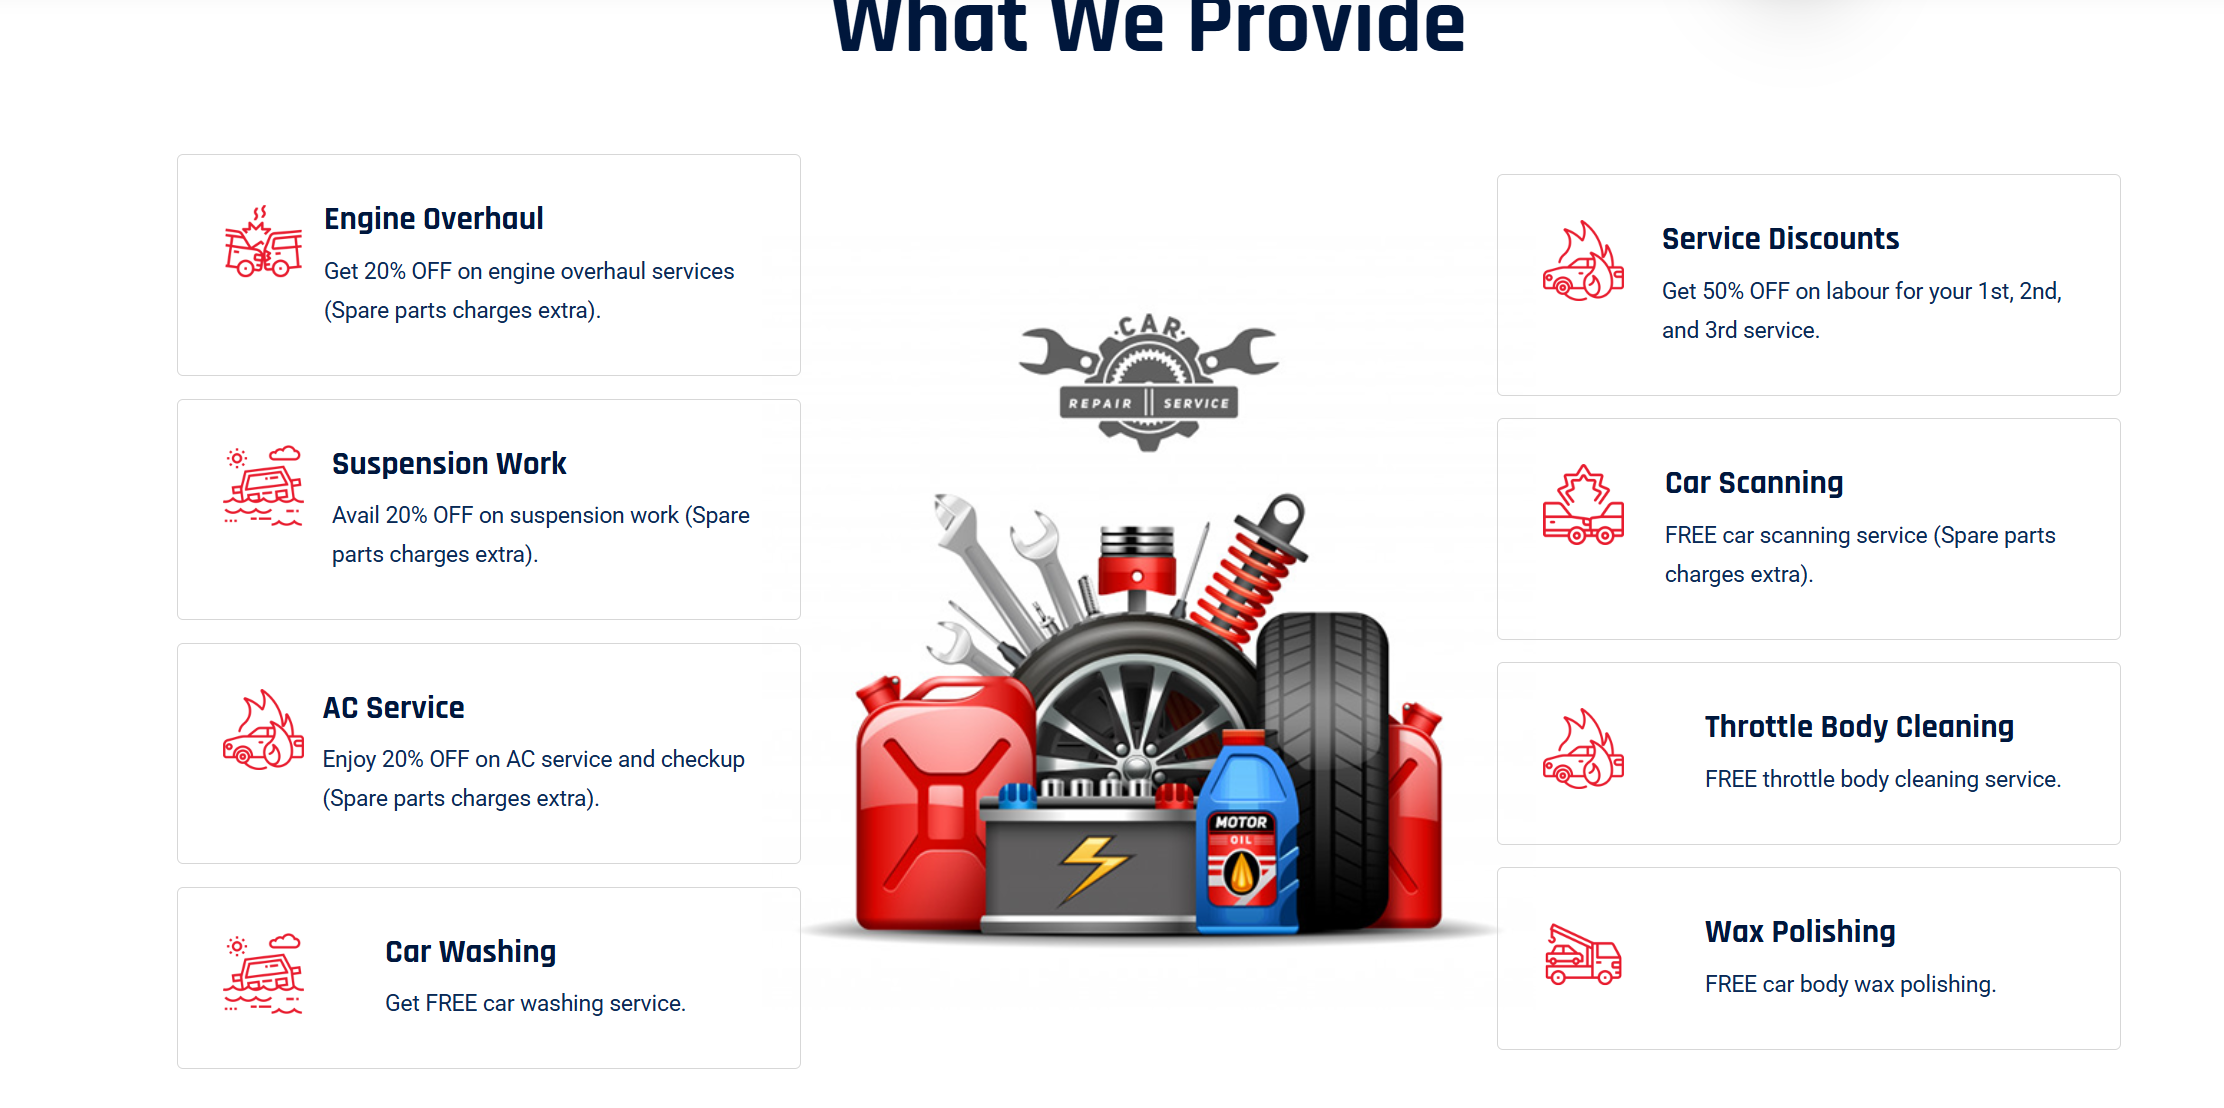 What We Provide
Engine Overhaul
Get 20% OFF on engine overhaul services
(Spare parts charges extra).
Suspension Work
Avail 20% OFF on suspension work (Spare
parts charges extra).
AC Service
Enjoy 20% OFF on AC service and checkup
(Spare parts charges extra).
Car Washing
Get FREE car washing service.
CAR
REPAIR SERVICE
MOTOR
OIL
Service Discounts
Get 50% OFF on labour for your 1st, 2nd,
and 3rd service.
Car Scanning
FREE car scanning service (Spare parts
charges extra).
Throttle Body Cleaning
FREE throttle body cleaning service.
Wax Polishing
FREE car body wax polishing.